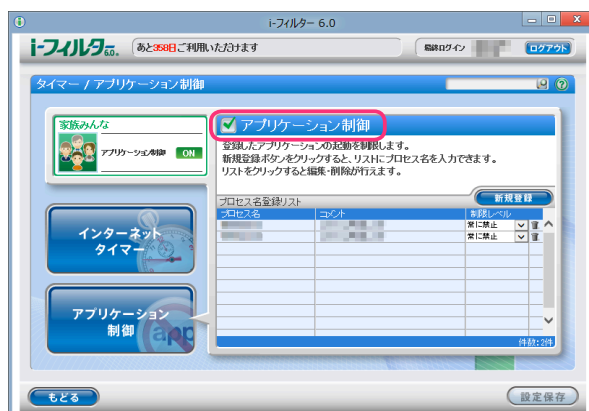 i-フィルター 6.0
i-フィルター6.0. あと358日ご利用いただけます 最終ログイン ログアウト
タイマー / アプリケーション制御
家族みんな
アプリケーション制御 ON
アプリケーション制御
登録したアプリケーションの起動を制限します。
新規登録ボタンをクリックすると、リストにプロセス名を入力できます。
リストをクリックすると編集・削除が行えます。
プロセス名登録リスト 新規登録
プロセス名 コメント 制限レベル
常に禁止
常に禁止
インターネット
タイマー
アプリケーション
制御
app
件数:2件
もどる 設定保存